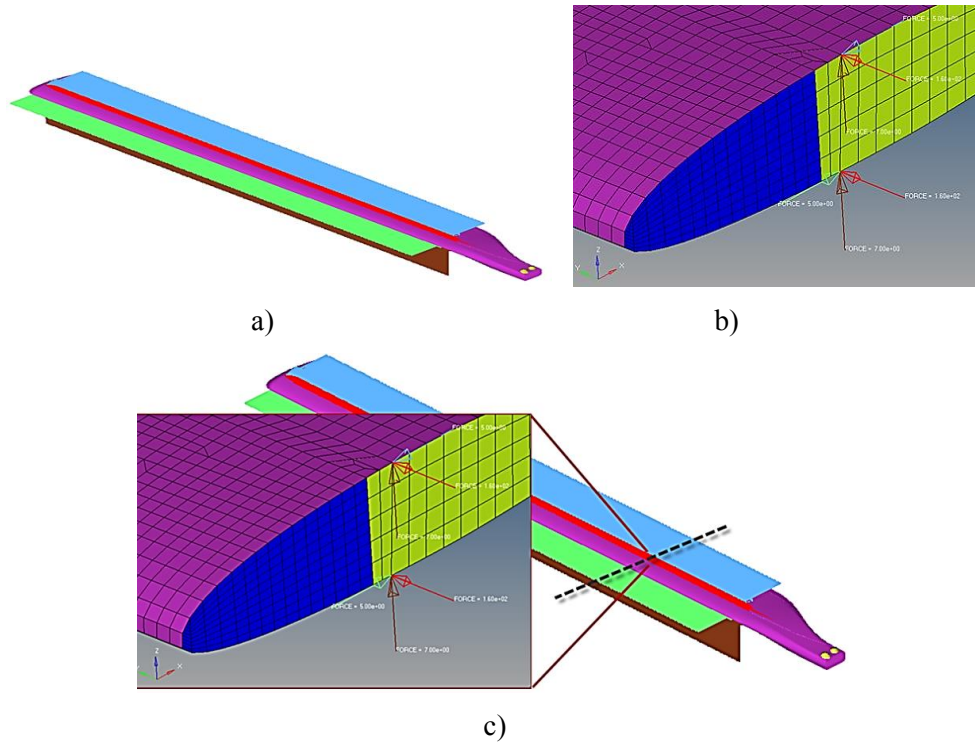 FORCE = 5.00e+00
FORCE = 1.60e+02
FORCE = 7.00e+00
FORCE = 1.60e+02
FORCE = 5.00e+00
FORCE = 7.00e+00
Z
Y
X
a)
b)
FORCE = 5.00e+00
FORCE = 1.60e+02
FORCE = 7.00e+00
FORCE = 5.00e+00
FORCE = 1.60e+02
FORCE = 7.00e+00
Z
Y
X
c)